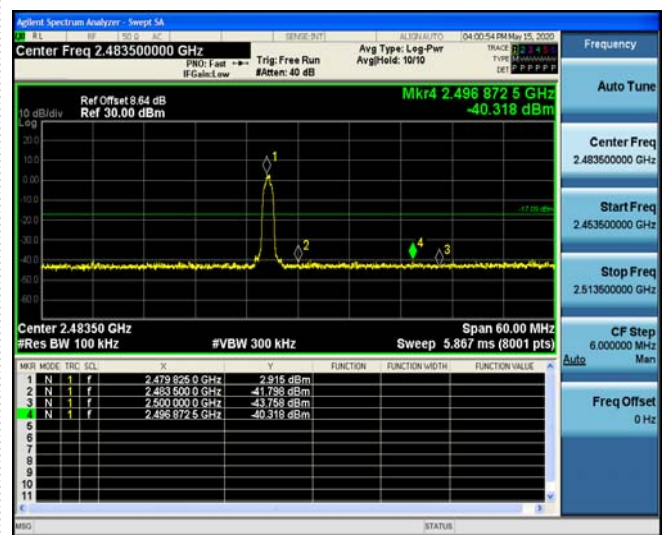 Agilent Spectrum Analyzer - Swept SA
RL RF 50 Ω AC SENSE:INT ALIGNAUTO 04:00:54 PM May 15, 2020
Center Freq 2.483500000 GHz
PNO: Fast
IFGain:Low
Trig: Free Run
#Atten: 40 dB
Avg Type: Log-Pwr
Avg|Hold: 10/10
TRACE 1 2 3 4 5 6
TYPE
DET P P P P P P
Ref Offset 8.64 dB
Ref 30.00 dBm
10 dB/div
Log
Mkr4 2.496 872 5 GHz
-40.318 dBm
20.0
10.0
0.00
-10.0
-20.0
-30.0
-40.0
-50.0
-60.0
1
2
4
3
-17.09 dBm
Center 2.48350 GHz
#Res BW 100 kHz
#VBW 300 kHz
Span 60.00 MHz
Sweep 5.867 ms (8001 pts)
MKR MODE TRC SCL X Y FUNCTION FUNCTION WIDTH FUNCTION VALUE
1 N 1 f 2.479 825 0 GHz 2.915 dBm
2 N 1 f 2.483 500 0 GHz -41.798 dBm
3 N 1 f 2.500 000 0 GHz -43.758 dBm
4 N 1 f 2.496 872 5 GHz -40.318 dBm
5
6
7
8
9
10
11
MSG
STATUS
Frequency
Auto Tune
Center Freq
2.483500000 GHz
Start Freq
2.453500000 GHz
Stop Freq
2.513500000 GHz
CF Step
6.000000 MHz
Auto Man
Freq Offset
0 Hz